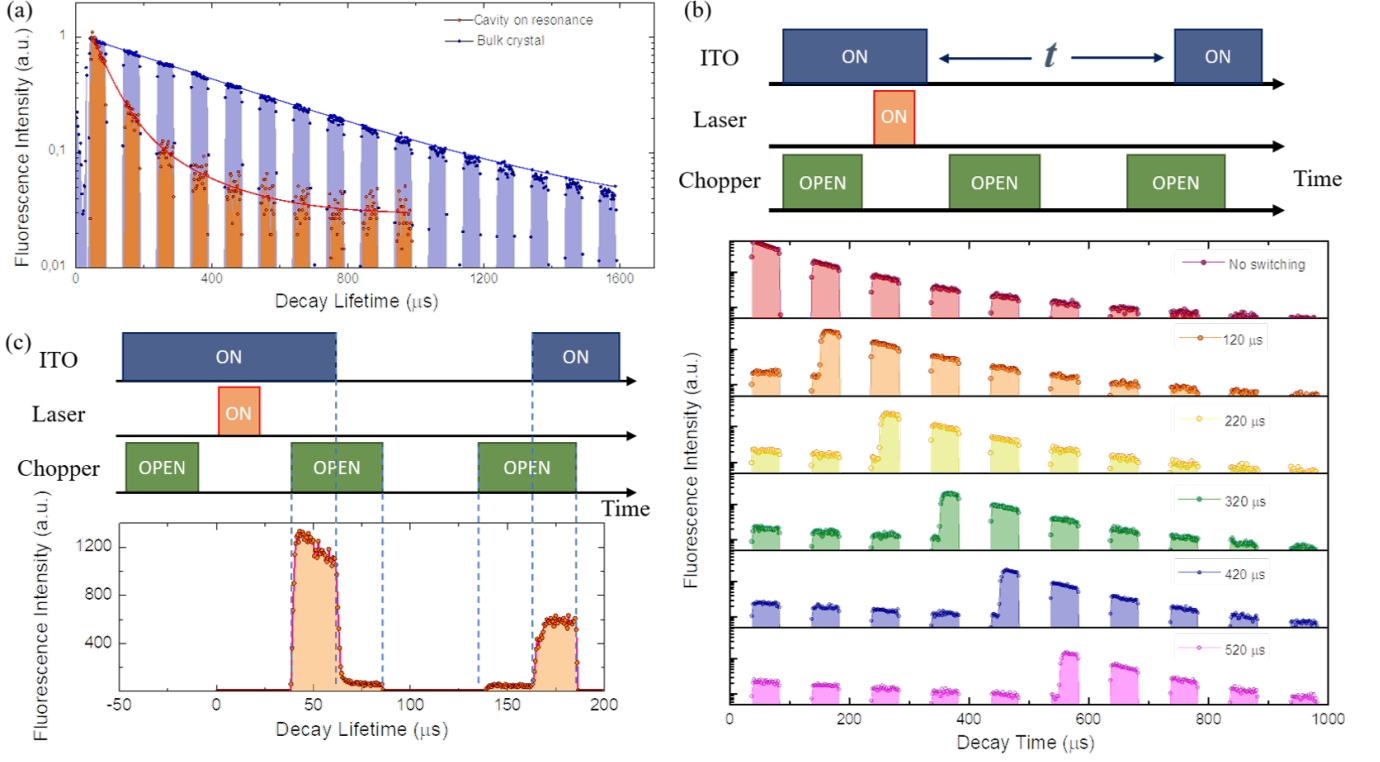 (a)
Fluorescence Intensity (a.u.)
1
0,1
0,01
Cavity on resonance
Bulk crystal
0 400 800 1200 1600
Decay Lifetime (μs)
(b)
ITO ON t ON
Laser ON
Chopper OPEN OPEN OPEN Time
Fluorescence Intensity (a.u.)
No switching
120 μs
220 μs
320 μs
420 μs
520 μs
0 200 400 600 800 1000
Decay Time (μs)
(c)
ITO ON ON
Laser ON
Chopper OPEN OPEN OPEN
Time
Fluorescence Intensity (a.u.)
1200
800
400
-50 0 50 100 150 200
Decay Lifetime (μs)